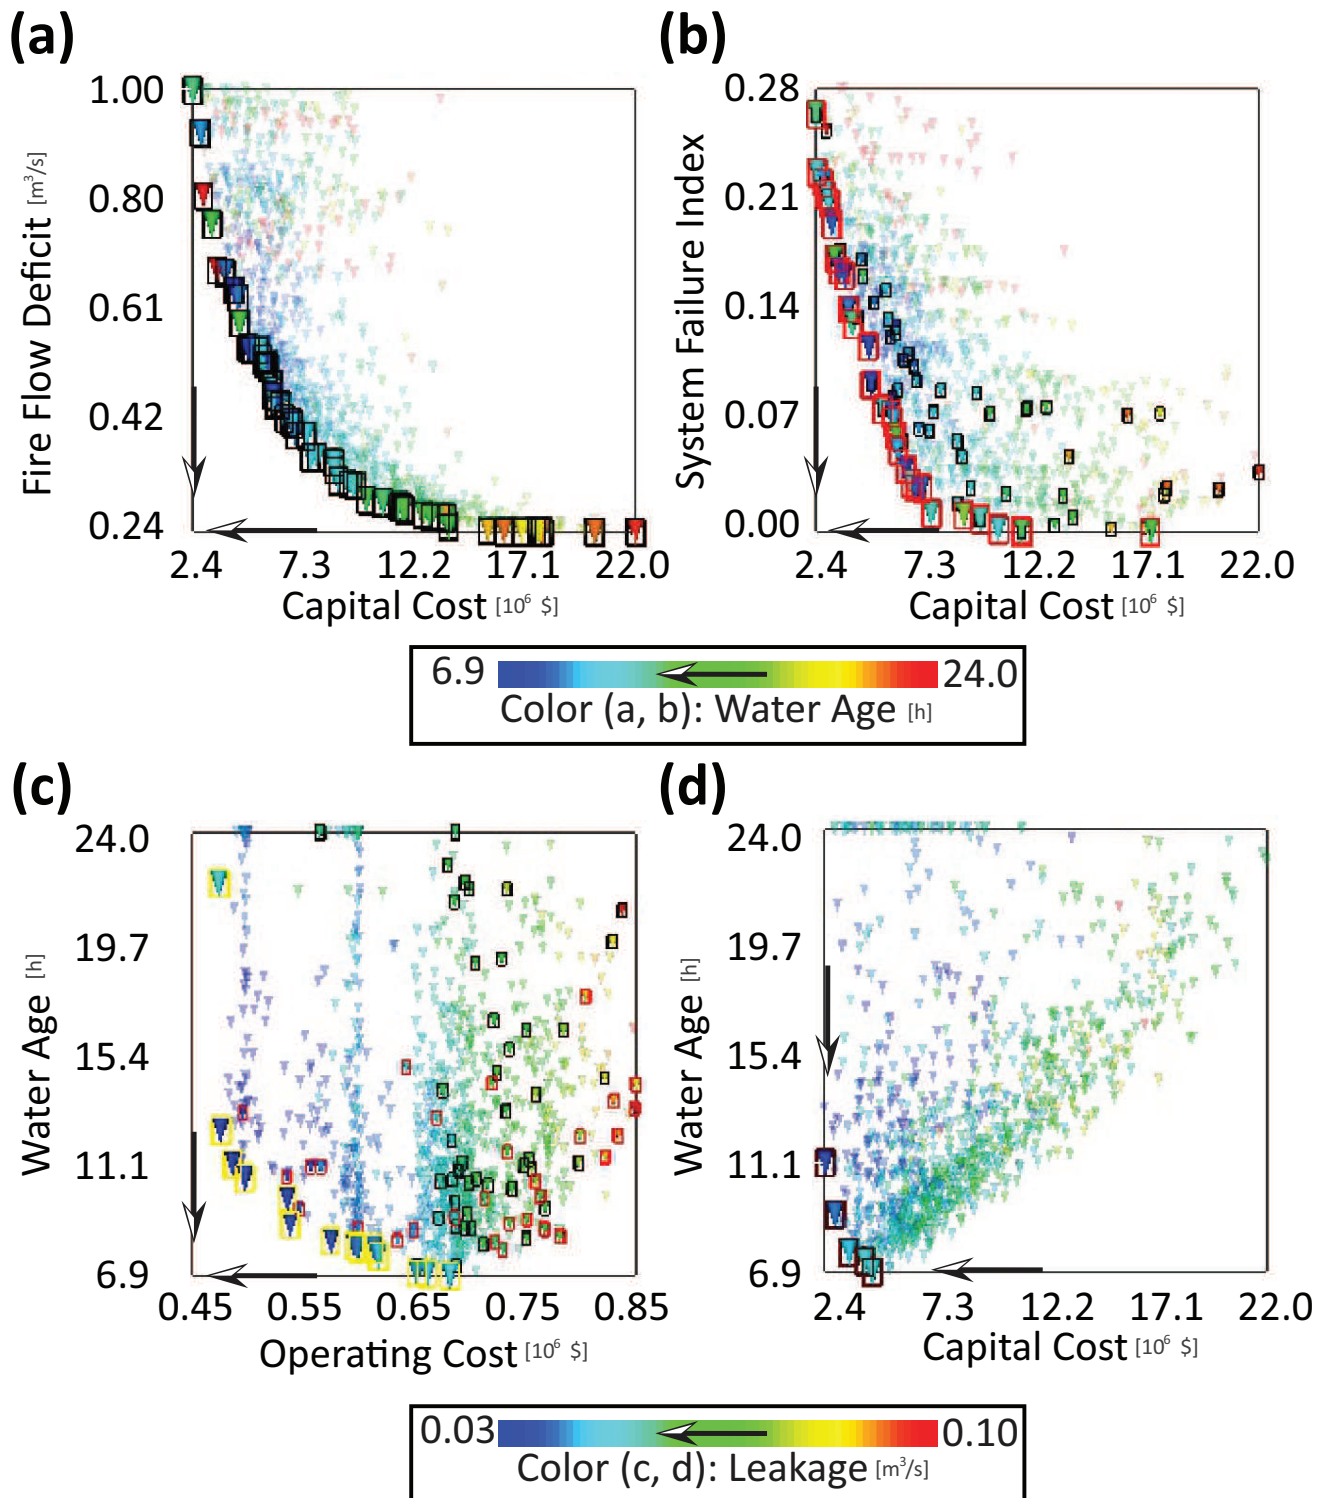 (a)
(b)
Fire Flow Deficit [m³/s]
1.00
0.80
0.61
0.42
0.24
2.4 7.3 12.2 17.1 22.0
Capital Cost [10⁶ $]
System Failure Index
0.28
0.21
0.14
0.07
0.00
2.4 7.3 12.2 17.1 22.0
Capital Cost [10⁶ $]
6.9 24.0
Color (a, b): Water Age [h]
(c)
(d)
Water Age [h]
24.0
19.7
15.4
11.1
6.9
0.45 0.55 0.65 0.75 0.85
Operating Cost [10⁶ $]
Water Age [h]
24.0
19.7
15.4
11.1
6.9
2.4 7.3 12.2 17.1 22.0
Capital Cost [10⁶ $]
0.03 0.10
Color (c, d): Leakage [m³/s]